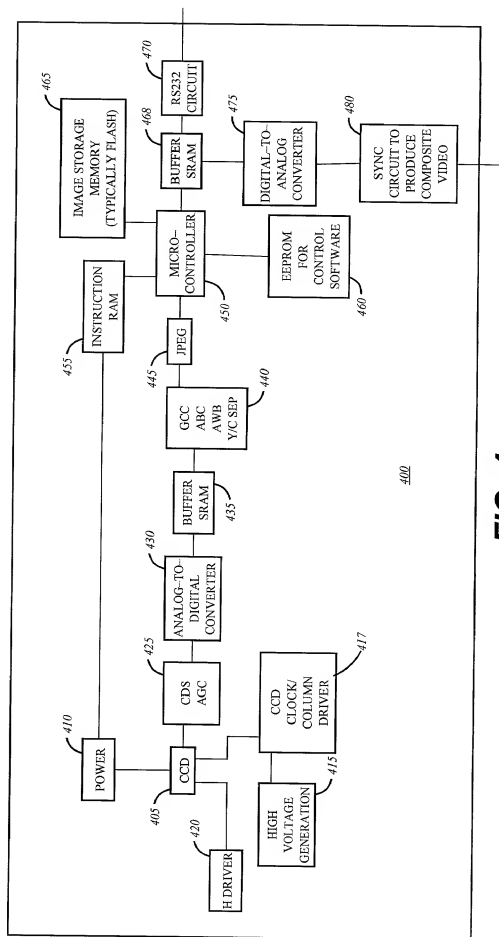 465
IMAGE STORAGE
MEMORY
(TYPICALLY FLASH)
470
RS232
CIRCUIT
468
BUFFER
SRAM
475
DIGITAL-TO-
ANALOG
CONVERTER
480
SYNC
CIRCUIT TO
PRODUCE
COMPOSITE
VIDEO
455
INSTRUCTION
RAM
MICRO-
CONTROLLER
450
EEPROM
FOR
CONTROL
SOFTWARE
460
445
JPEG
GCC
ABC
AWB
Y/C SEP
440
BUFFER
SRAM
435
430
ANALOG-TO-
DIGITAL
CONVERTER
425
CDS
AGC
410
POWER
CCD
405
417
CCD
CLOCK/
COLUMN
DRIVER
HIGH
VOLTAGE
GENERATION
415
420
H DRIVER
400